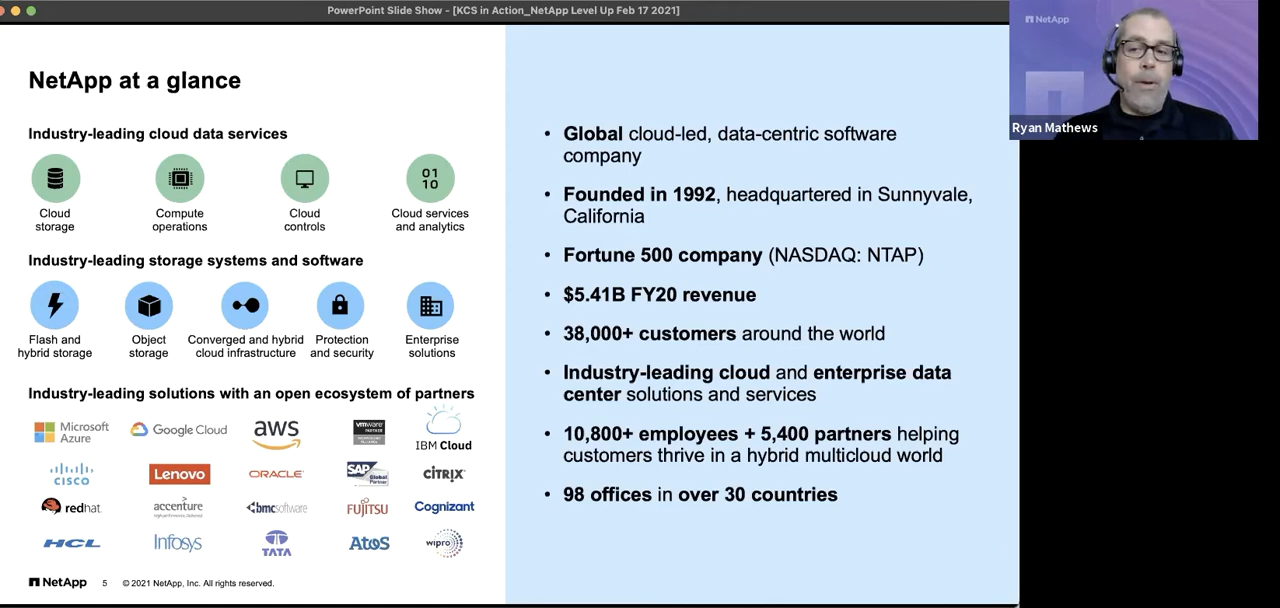 PowerPoint Slide Show - [KCS in Action_NetApp Level Up Feb 17 2021]
NetApp at a glance
Industry-leading cloud data services
01
10
Cloud
storage
Compute
operations
Cloud
controls
Cloud services
and analytics
Industry-leading storage systems and software
Flash and
hybrid storage
Object
storage
Converged and hybrid
cloud infrastructure
Protection
and security
Enterprise
solutions
Industry-leading solutions with an open ecosystem of partners
Microsoft
Azure
Google Cloud
aws
vmware
PARTNER
IBM Cloud
CISCO
Lenovo
ORACLE
SAP
Global
Partner
CITRIX
redhat
accenture
bmcsoftware
FUJITSU
Cognizant
HCL
Infosys
TATA
Atos
wipro
NetApp 5 © 2021 NetApp, Inc. All rights reserved.
• Global cloud-led, data-centric software
company
• Founded in 1992, headquartered in Sunnyvale,
California
• Fortune 500 company (NASDAQ: NTAP)
• $5.41B FY20 revenue
• 38,000+ customers around the world
• Industry-leading cloud and enterprise data
center solutions and services
• 10,800+ employees + 5,400 partners helping
customers thrive in a hybrid multicloud world
• 98 offices in over 30 countries
NetApp
Ryan Mathews